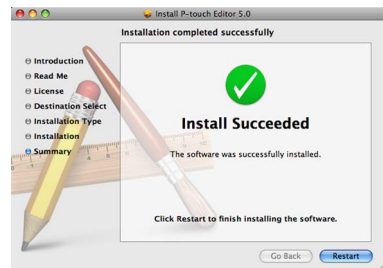 Install P-touch Editor 5.0
Installation completed successfully
Introduction
Read Me
License
Destination Select
Installation Type
Installation
Summary
Install Succeeded
The software was successfully installed.
Click Restart to finish installing the software.
Go Back
Restart